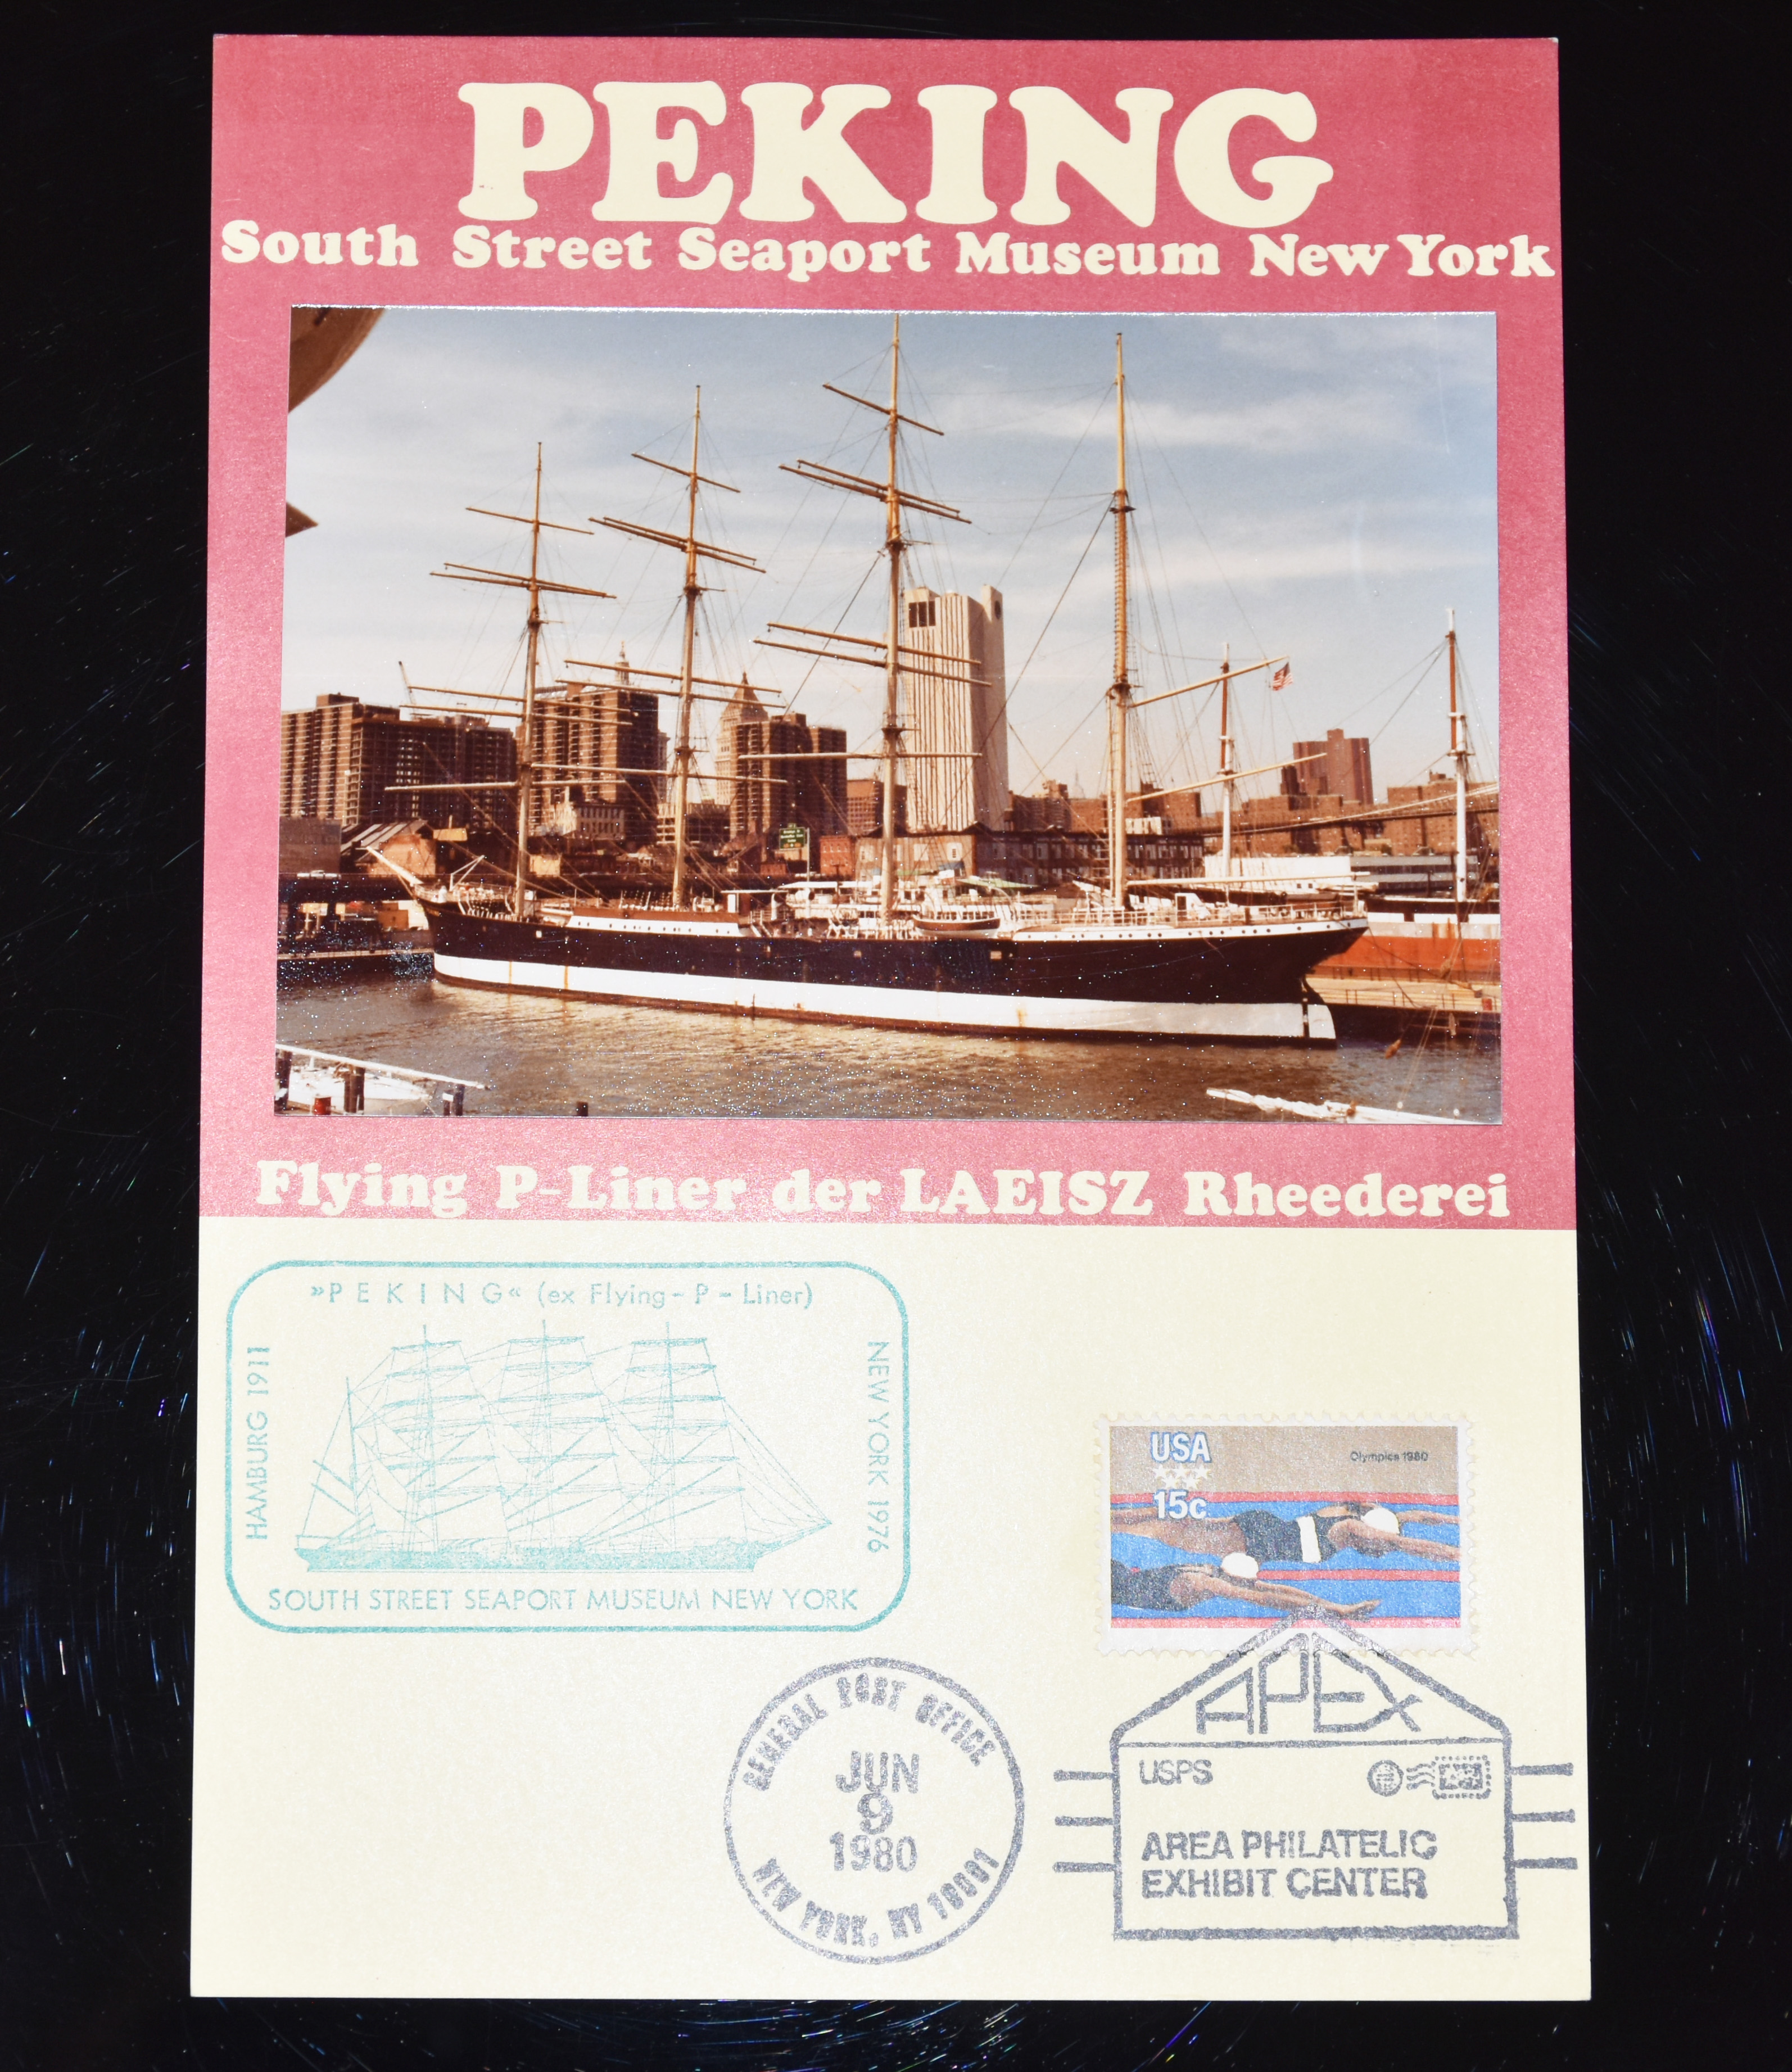 PEKING
South Street Seaport Museum New York
Flying P-Liner der LAEISZ Rheederei
»PEKING« (ex Flying-P-Liner)
HAMBURG 1911
NEW YORK 1976
SOUTH STREET SEAPORT MUSEUM NEW YORK
USA
15c
Olympics 1980
GENERAL POST OFFICE
JUN
9
1980
NEW YORK, NY 10001
APEX
USPS
AREA PHILATELIC
EXHIBIT CENTER